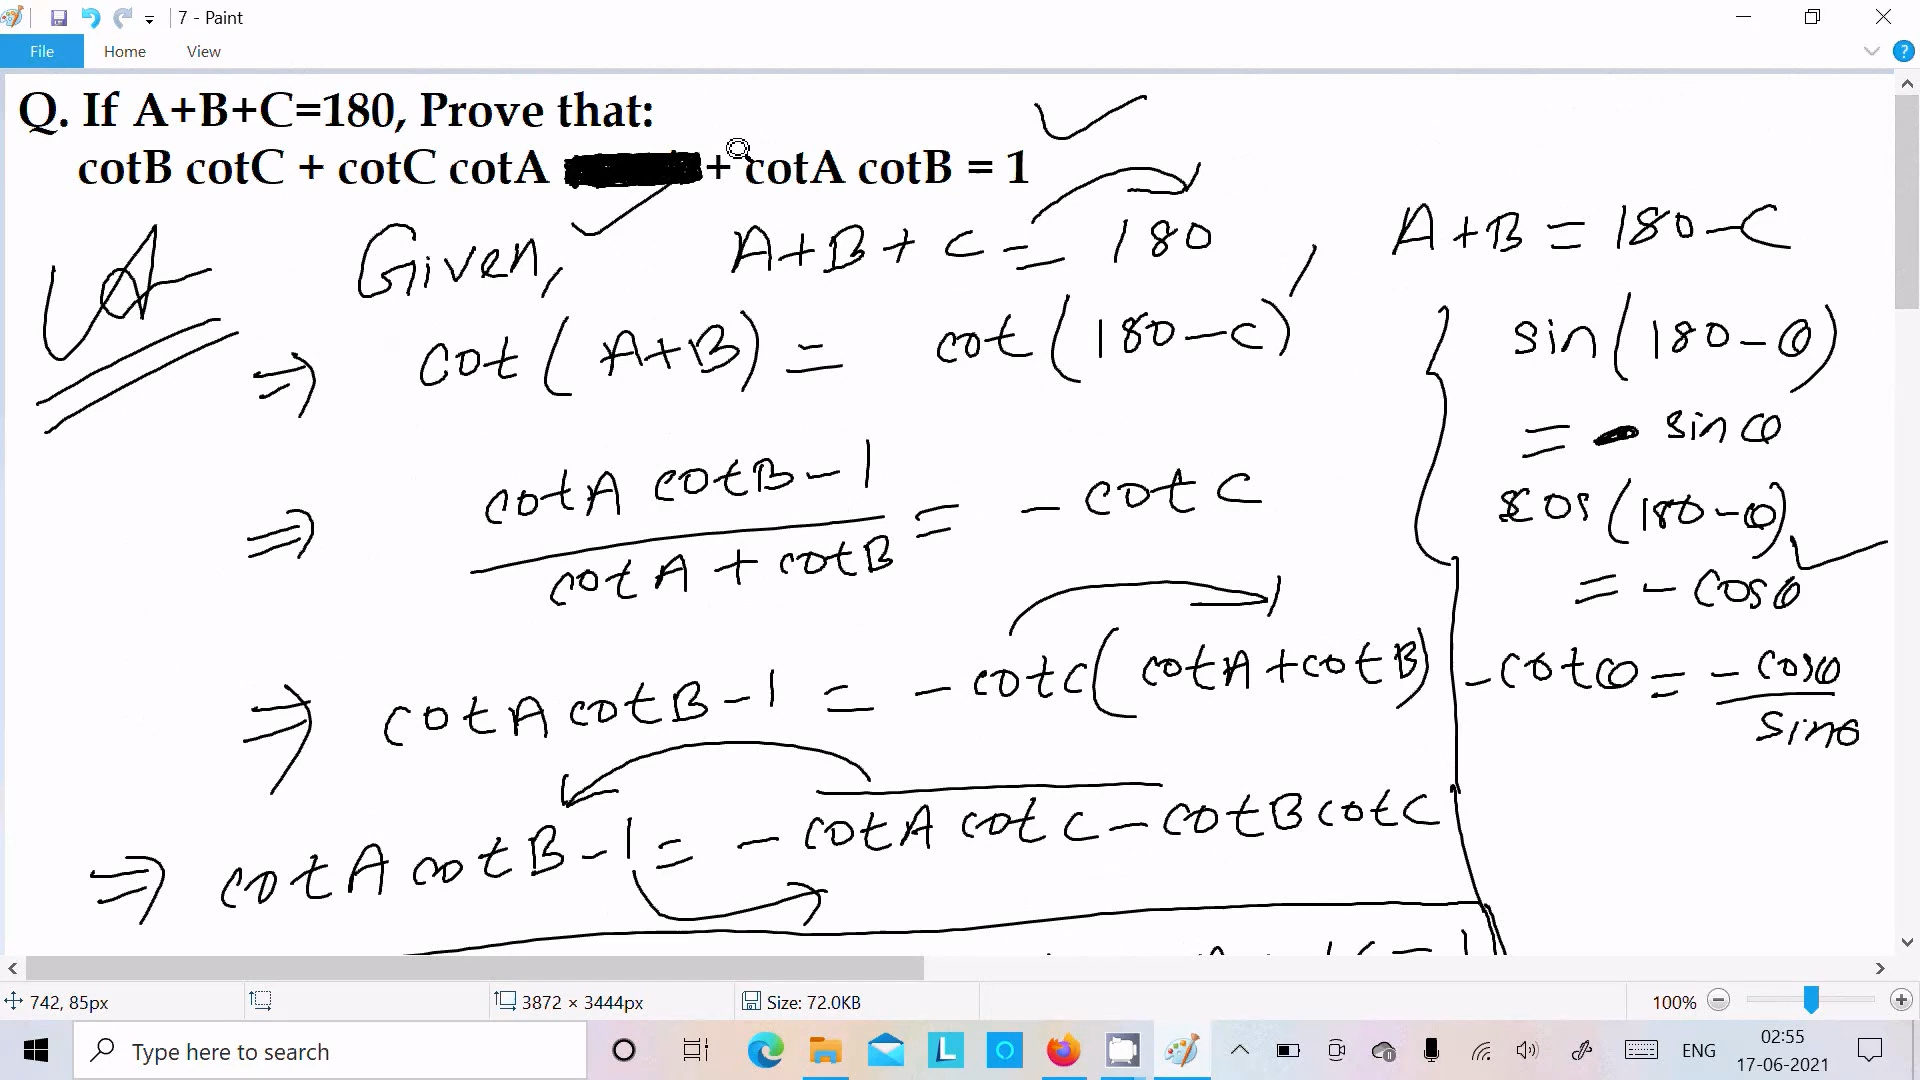 7 - Paint
File Home View
Q. If A+B+C=180, Prove that:
cotB cotC + cotC cotA + cotA cotB = 1
Given, A+B+C = 180 , A+B = 180-C
⇒ cot(A+B) = cot(180-C)
sin(180-θ)
= sinθ
⇒ cotA cotB-1 / cotA + cotB = - cotC
cos(180-θ)
= - cosθ
⇒ cotA cotB-1 = - cotC(cotA+cotB)
-cotθ = -cosθ / sinθ
⇒ cotA cotB-1 = - cotA cotC - cotB cotC
742, 85px 3872 × 3444px Size: 72.0KB 100%
Type here to search
ENG
02:55
17-06-2021